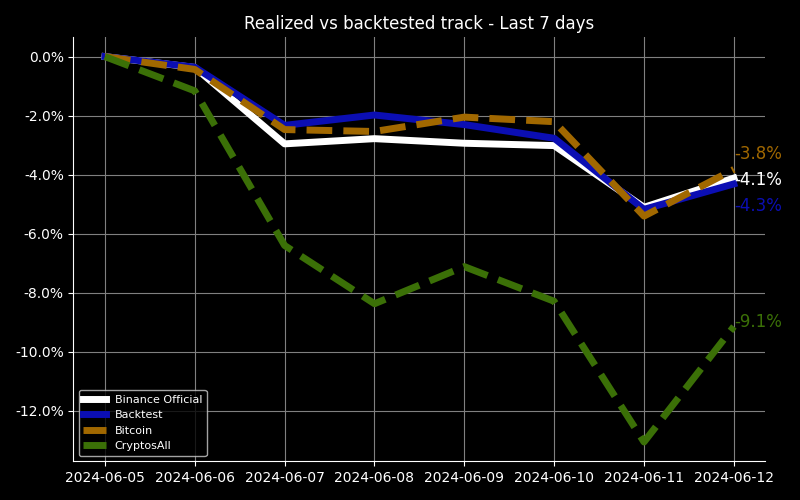 Realized vs backtested track - Last 7 days
0.0%
-2.0%
-4.0%
-6.0%
-8.0%
-10.0%
-12.0%
-3.8%
-4.1%
-4.3%
-9.1%
Binance Official
Backtest
Bitcoin
CryptosAll
2024-06-05 2024-06-06 2024-06-07 2024-06-08 2024-06-09 2024-06-10 2024-06-11 2024-06-12